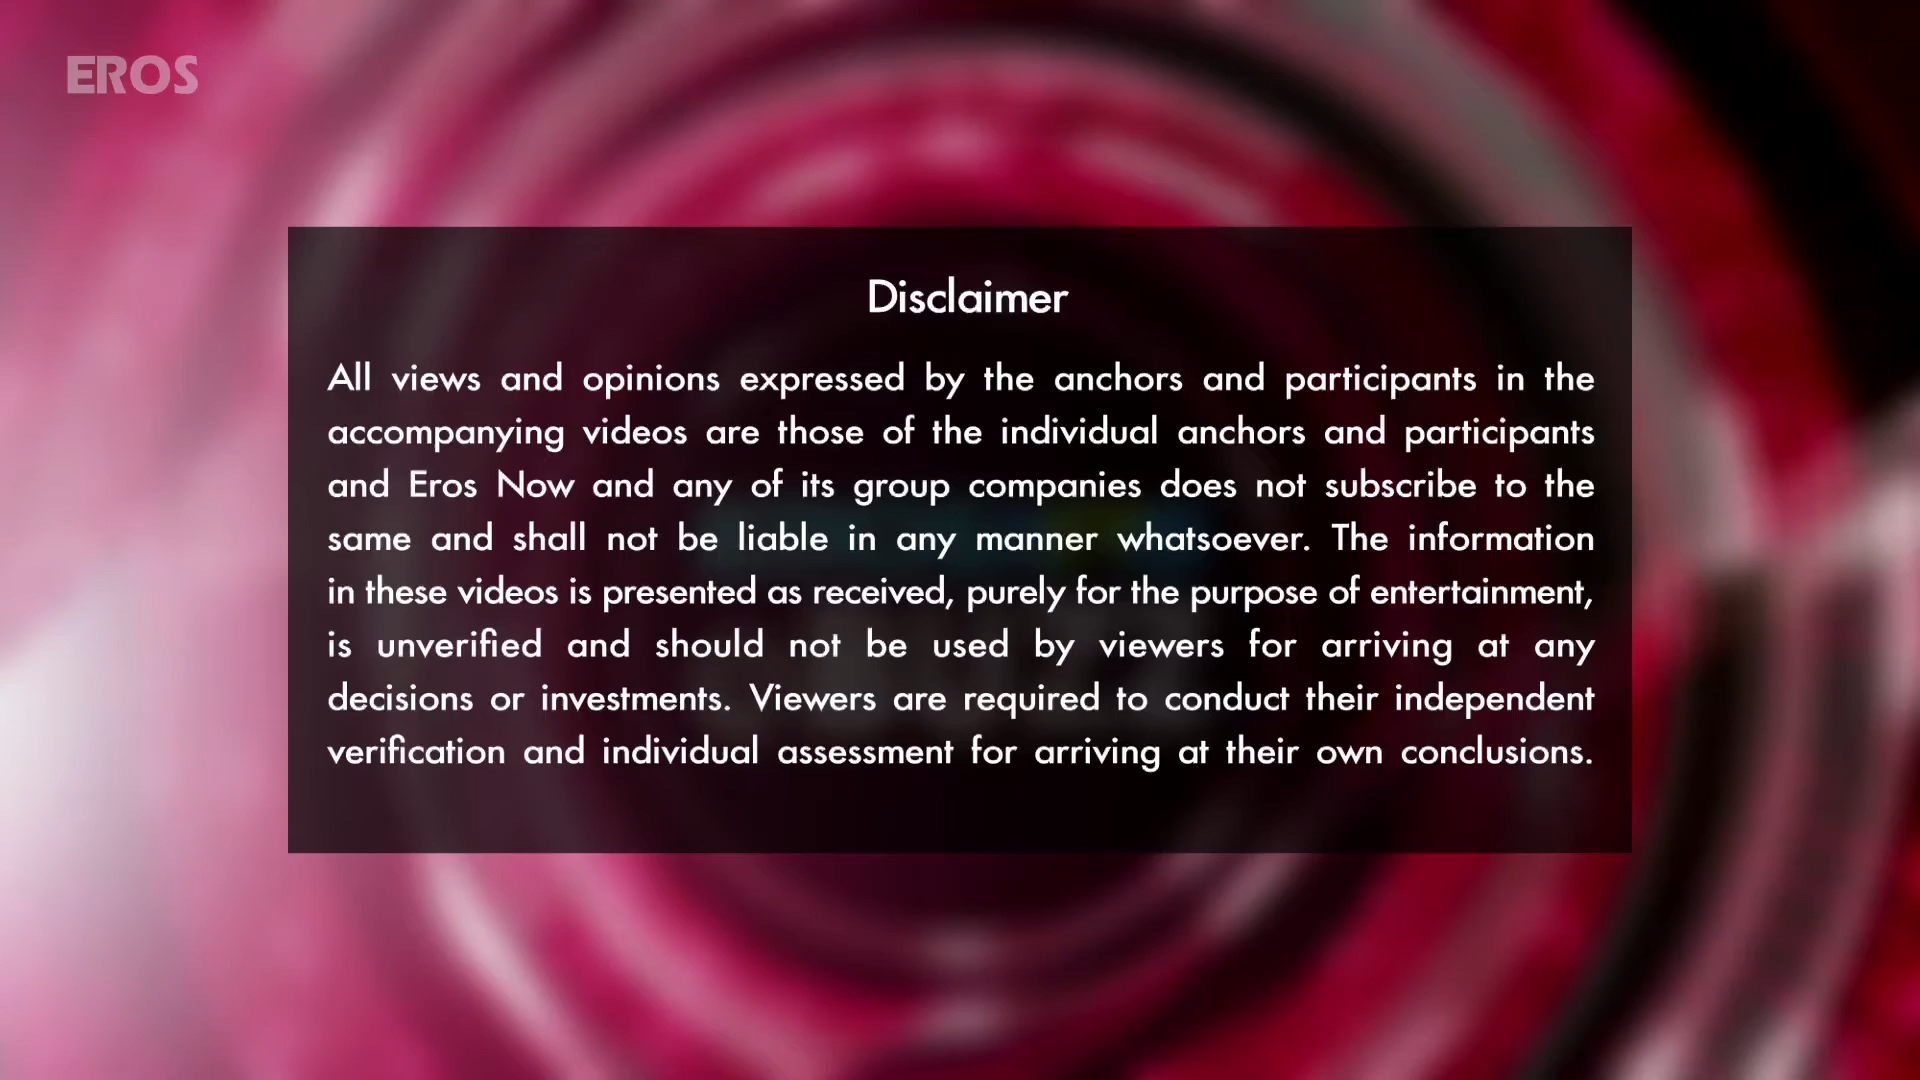 EROS
Disclaimer
All views and opinions expressed by the anchors and participants in the
accompanying videos are those of the individual anchors and participants
and Eros Now and any of its group companies does not subscribe to the
same and shall not be liable in any manner whatsoever. The information
in these videos is presented as received, purely for the purpose of entertainment,
is unverified and should not be used by viewers for arriving at any
decisions or investments. Viewers are required to conduct their independent
verification and individual assessment for arriving at their own conclusions.